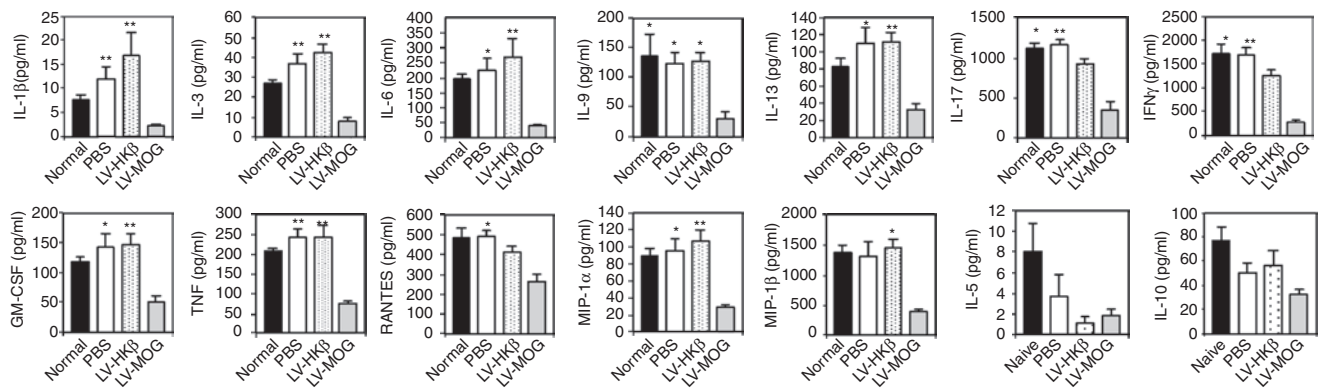 IL-1β(pg/ml)
25
20
15
10
5
0
** **
Normal
PBS
LV-HKβ
LV-MOG
IL-3 (pg/ml)
50
40
30
20
10
0
** **
Normal
PBS
LV-HKβ
LV-MOG
IL-6 (pg/ml)
400
350
300
250
200
150
100
50
0
* **
Normal
PBS
LV-HKβ
LV-MOG
IL-9 (pg/ml)
200
150
100
50
0
* * *
Normal
PBS
LV-HKβ
LV-MOG
IL-13 (pg/ml)
140
120
100
80
60
40
20
0
* **
Normal
PBS
LV-HKβ
LV-MOG
IL-17 (pg/ml)
1500
1000
500
0
* **
Normal
PBS
LV-HKβ
LV-MOG
IFNγ (pg/ml)
2500
2000
1500
1000
500
0
* **
Normal
PBS
LV-HKβ
LV-MOG
GM-CSF (pg/ml)
200
150
100
50
0
* **
Normal
PBS
LV-HKβ
LV-MOG
TNF (pg/ml)
300
250
200
150
100
50
0
** **
Normal
PBS
LV-HKβ
LV-MOG
RANTES (pg/ml)
600
500
400
300
200
100
0
*
Normal
PBS
LV-HKβ
LV-MOG
MIP-1α (pg/ml)
140
120
100
80
60
40
20
0
* **
Normal
PBS
LV-HKβ
LV-MOG
MIP-1β (pg/ml)
2000
1500
1000
500
0
*
Normal
PBS
LV-HKβ
LV-MOG
IL-5 (pg/ml)
12
10
8
6
4
2
0
Naive
PBS
LV-HKβ
LV-MOG
IL-10 (pg/ml)
100
80
60
40
20
0
Naive
PBS
LV-HKβ
LV-MOG